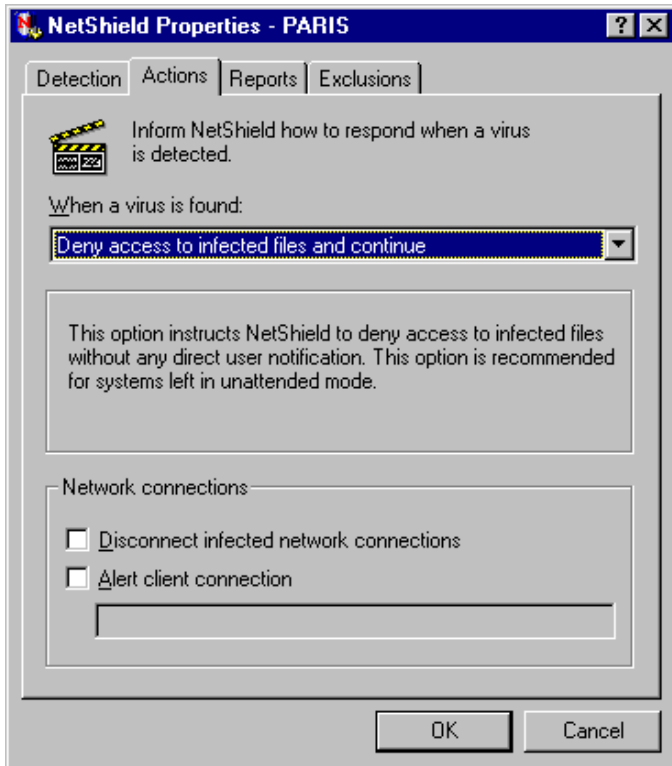 NetShield Properties - PARIS
Detection
Actions
Reports
Exclusions
Inform NetShield how to respond when a virus
is detected.
When a virus is found:
Deny access to infected files and continue
This option instructs NetShield to deny access to infected files
without any direct user notification. This option is recommended
for systems left in unattended mode.
Network connections
Disconnect infected network connections
Alert client connection
OK
Cancel